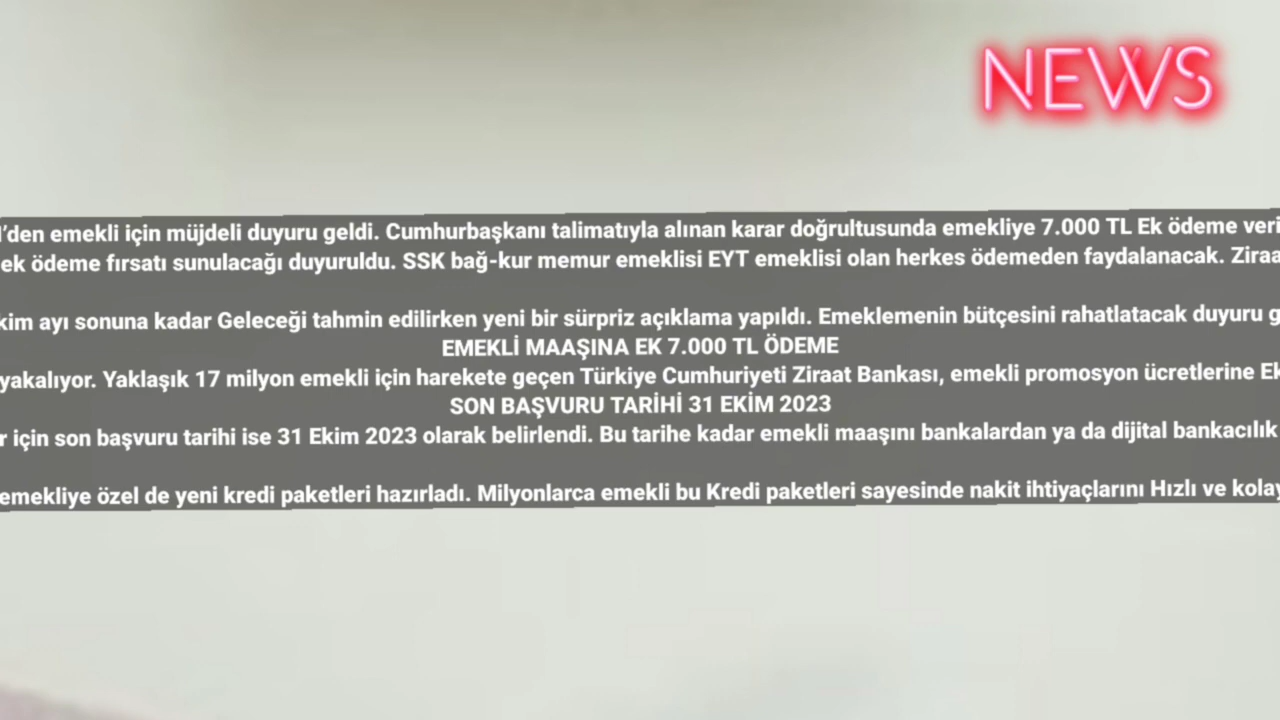 NEWS
'den emekli için müjdeli duyuru geldi. Cumhurbaşkanı talimatıyla alınan karar doğrultusunda emekliye 7.000 TL Ek ödeme veri
ek ödeme fırsatı sunulacağı duyuruldu. SSK bağ-kur memur emeklisi EYT emeklisi olan herkes ödemeden faydalanacak. Ziraa
kim ayı sonuna kadar Geleceği tahmin edilirken yeni bir sürpriz açıklama yapıldı. Emeklemenin bütçesini rahatlatacak duyuru g
EMEKLİ MAAŞINA EK 7.000 TL ÖDEME
yakalıyor. Yaklaşık 17 milyon emekli için harekete geçen Türkiye Cumhuriyeti Ziraat Bankası, emekli promosyon ücretlerine Ek
SON BAŞVURU TARİHİ 31 EKİM 2023
r için son başvuru tarihi ise 31 Ekim 2023 olarak belirlendi. Bu tarihe kadar emekli maaşını bankalardan ya da dijital bankacılık
emekliye özel de yeni kredi paketleri hazırladı. Milyonlarca emekli bu Kredi paketleri sayesinde nakit ihtiyaçlarını Hızlı ve kolay